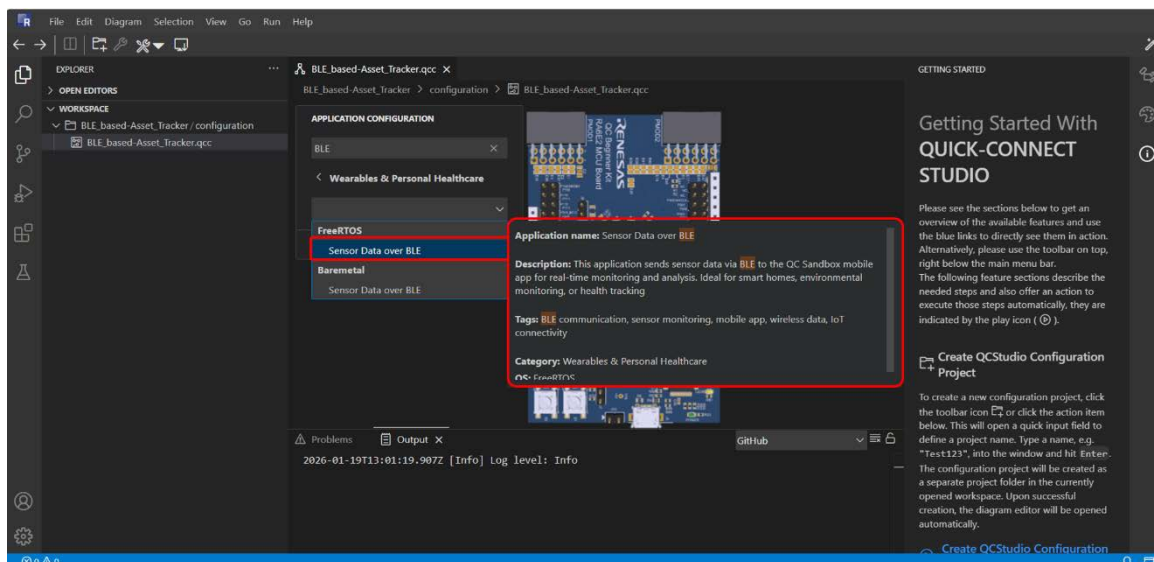 File Edit Diagram Selection View Go Run Help
EXPLORER
OPEN EDITORS
WORKSPACE
BLE_based-Asset_Tracker / configuration
BLE_based-Asset_Tracker.qcc
BLE_based-Asset_Tracker.qcc
BLE_based-Asset_Tracker > configuration > BLE_based-Asset_Tracker.qcc
APPLICATION CONFIGURATION
BLE
Wearables & Personal Healthcare
FreeRTOS
Sensor Data over BLE
Baremetal
Sensor Data over BLE
PMOD1
PMOD2
RENESAS
QC Beginner Kit
RA6E2 MCU Board
Application name: Sensor Data over BLE
Description: This application sends sensor data via BLE to the QC Sandbox mobile
app for real-time monitoring and analysis. Ideal for smart homes, environmental
monitoring, or health tracking
Tags: BLE communication, sensor monitoring, mobile app, wireless data, IoT
connectivity
Category: Wearables & Personal Healthcare
OS: FreeRTOS
Problems Output
GitHub
2026-01-19T13:01:19.907Z [Info] Log level: Info
GETTING STARTED
Getting Started With
QUICK-CONNECT
STUDIO
Please see the sections below to get an
overview of the available features and use
the blue links to directly see them in action.
Alternatively, please use the toolbar on top,
right below the main menu bar.
The following feature sections describe the
needed steps and also offer an action to
execute those steps automatically, they are
indicated by the play icon ( ).
Create QCStudio Configuration
Project
To create a new configuration project, click
the toolbar icon or click the action item
below. This will open a quick input field to
define a project name. Type a name, e.g.
"Test123", into the window and hit Enter.
The configuration project will be created as
a separate project folder in the currently
opened workspace. Upon successful
creation, the diagram editor will be opened
automatically.
Create QCStudio Configuration